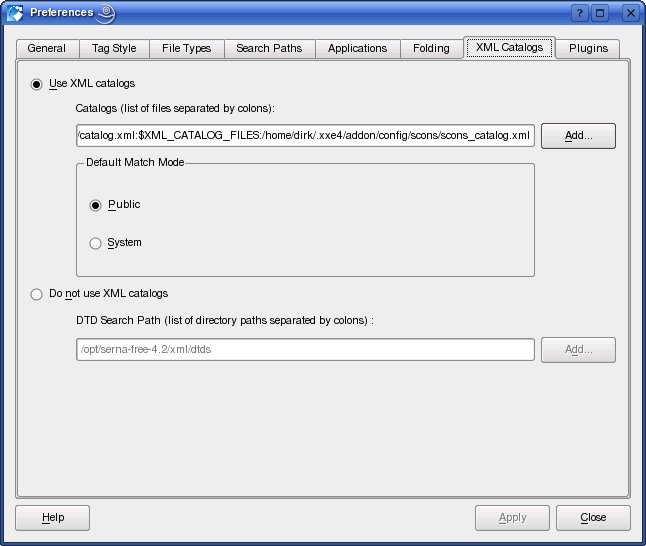 Preferences
General Tag Style File Types Search Paths Applications Folding XML Catalogs Plugins
Use XML catalogs
Catalogs (list of files separated by colons):
/catalog.xml:$XML_CATALOG_FILES:/home/dirk/.xxe4/addon/config/scons/scons_catalog.xml Add...
Default Match Mode
Public
System
Do not use XML catalogs
DTD Search Path (list of directory paths separated by colons) :
/opt/serna-free-4.2/xml/dtds Add...
Help Apply Close